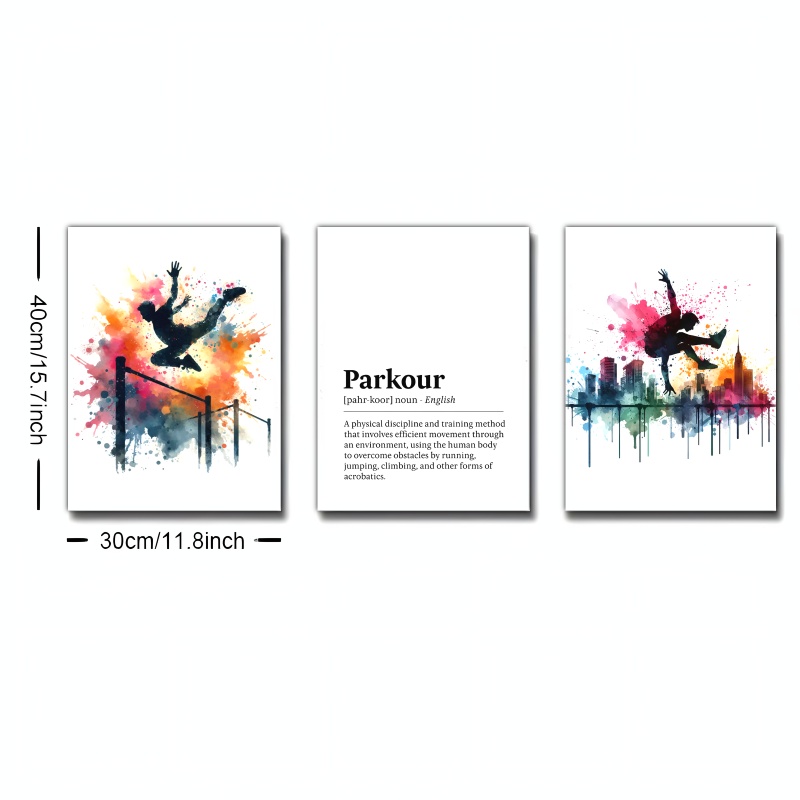 40cm/15.7inch
Parkour
[pahr-koor] noun - English
A physical discipline and training method
that involves efficient movement through
an environment, using the human body
to overcome obstacles by running,
jumping, climbing, and other forms of
acrobatics.
30cm/11.8inch